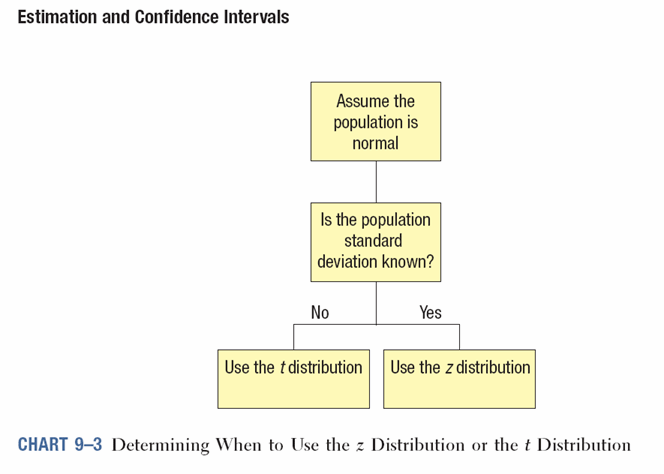 Estimation and Confidence Intervals
Assume the
population is
normal
Is the population
standard
deviation known?
No
Yes
Use the t distribution
Use the z distribution
CHART 9–3 Determining When to Use the z Distribution or the t Distribution